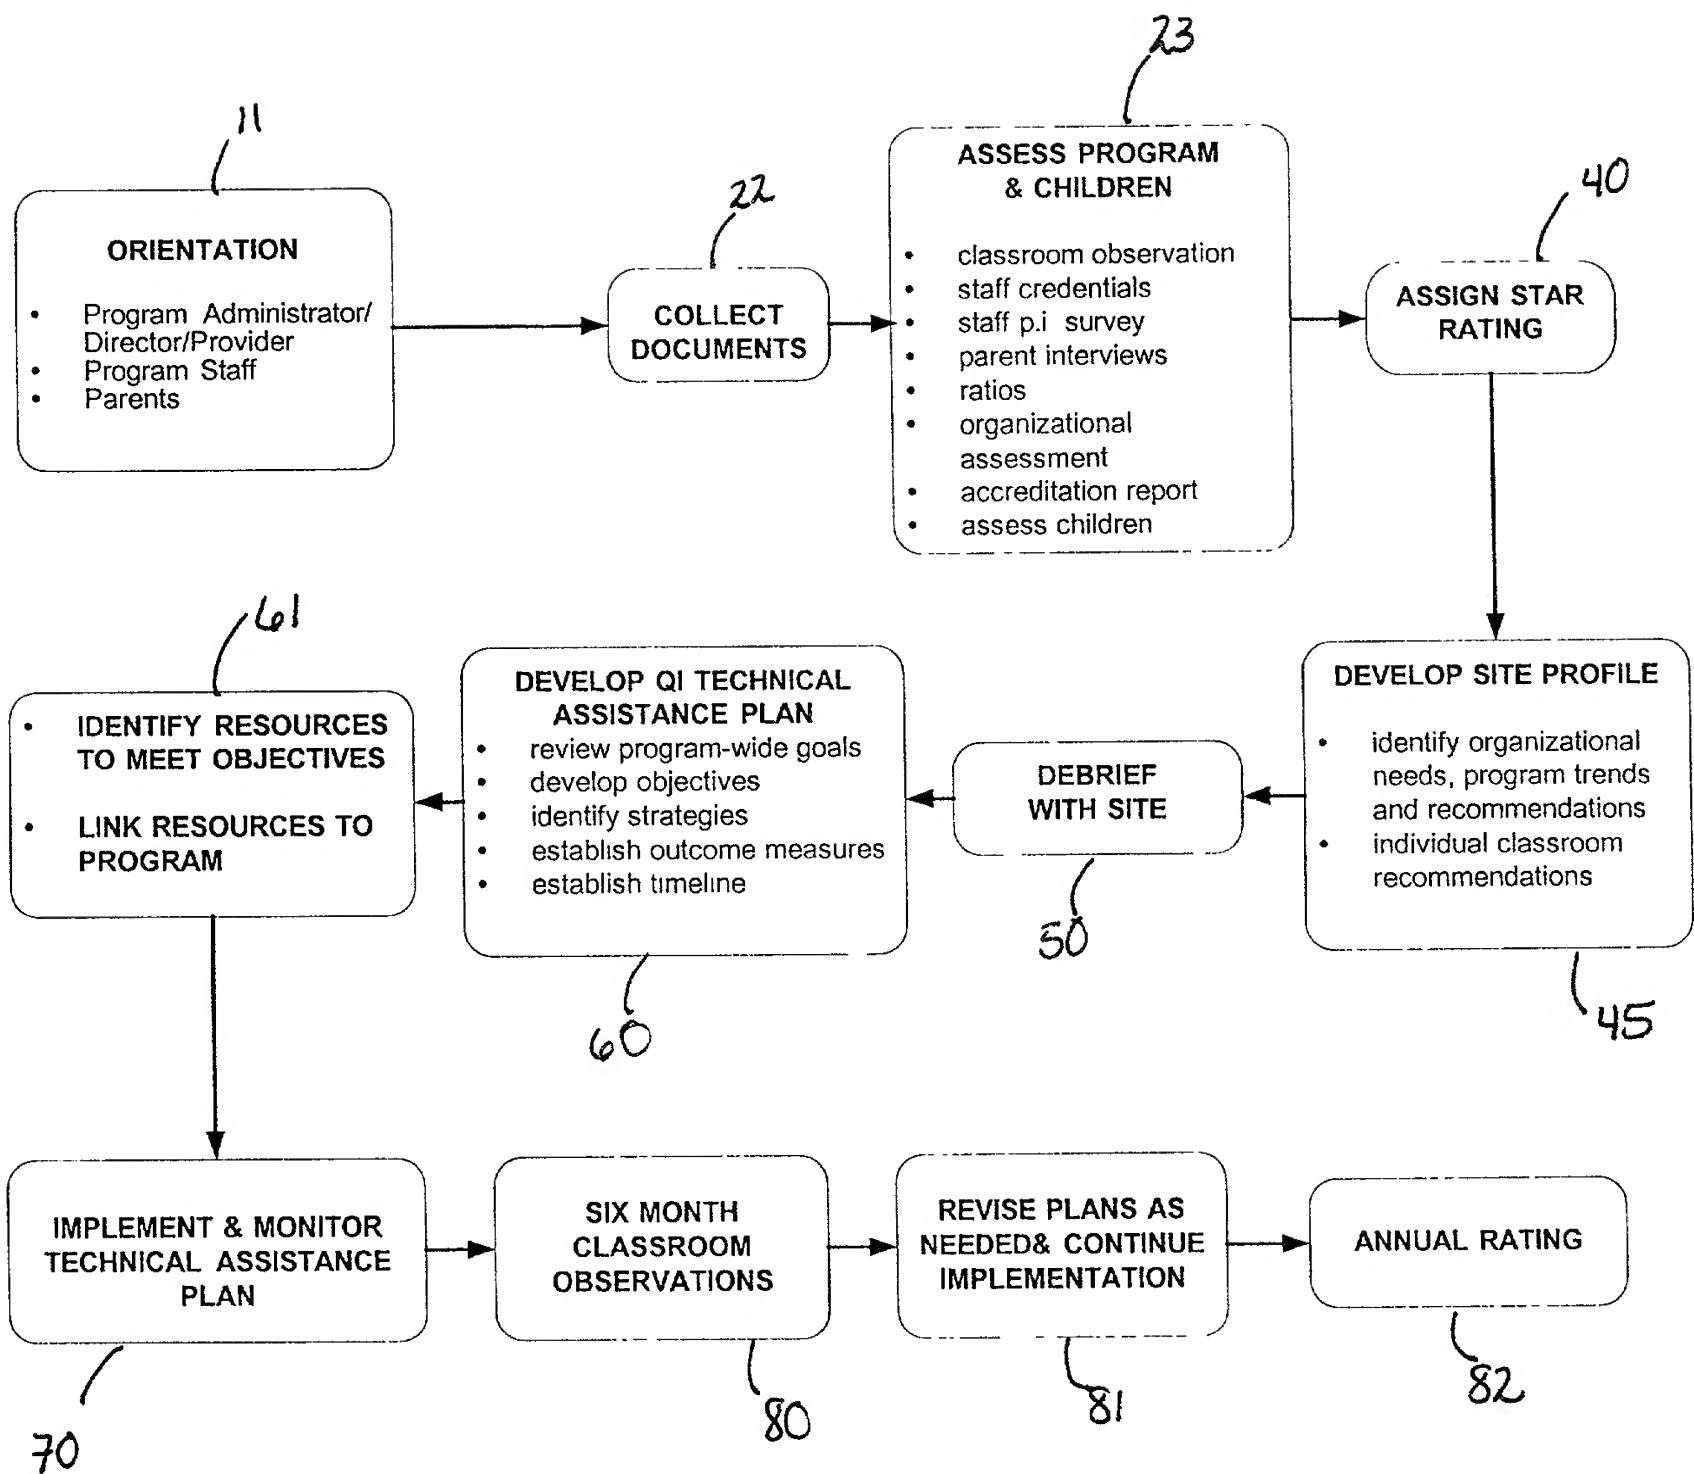 11
ORIENTATION
• Program Administrator/
Director/Provider
• Program Staff
• Parents
22
COLLECT
DOCUMENTS
23
ASSESS PROGRAM
& CHILDREN
• classroom observation
• staff credentials
• staff p.i survey
• parent interviews
• ratios
• organizational
assessment
• accreditation report
• assess children
40
ASSIGN STAR
RATING
DEVELOP SITE PROFILE
• identify organizational
needs, program trends
and recommendations
• individual classroom
recommendations
45
DEBRIEF
WITH SITE
50
DEVELOP QI TECHNICAL
ASSISTANCE PLAN
• review program-wide goals
• develop objectives
• identify strategies
• establish outcome measures
• establish timeline
60
61
• IDENTIFY RESOURCES
TO MEET OBJECTIVES
• LINK RESOURCES TO
PROGRAM
IMPLEMENT & MONITOR
TECHNICAL ASSISTANCE
PLAN
70
SIX MONTH
CLASSROOM
OBSERVATIONS
80
REVISE PLANS AS
NEEDED& CONTINUE
IMPLEMENTATION
81
ANNUAL RATING
82